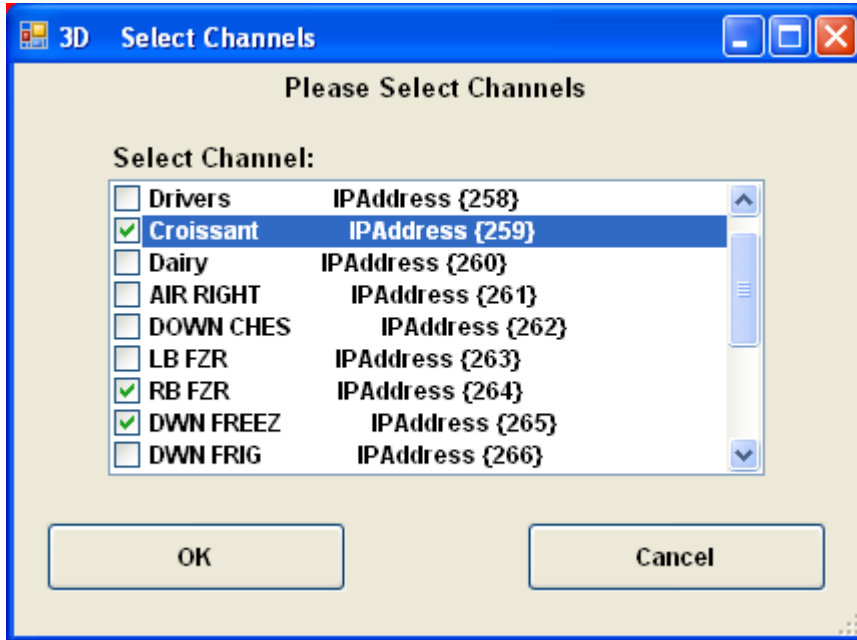 3D Select Channels
Please Select Channels
Select Channel:
Drivers IPAddress {258}
Croissant IPAddress {259}
Dairy IPAddress {260}
AIR RIGHT IPAddress {261}
DOWN CHES IPAddress {262}
LB FZR IPAddress {263}
RB FZR IPAddress {264}
DWN FREEZ IPAddress {265}
DWN FRIG IPAddress {266}
OK Cancel